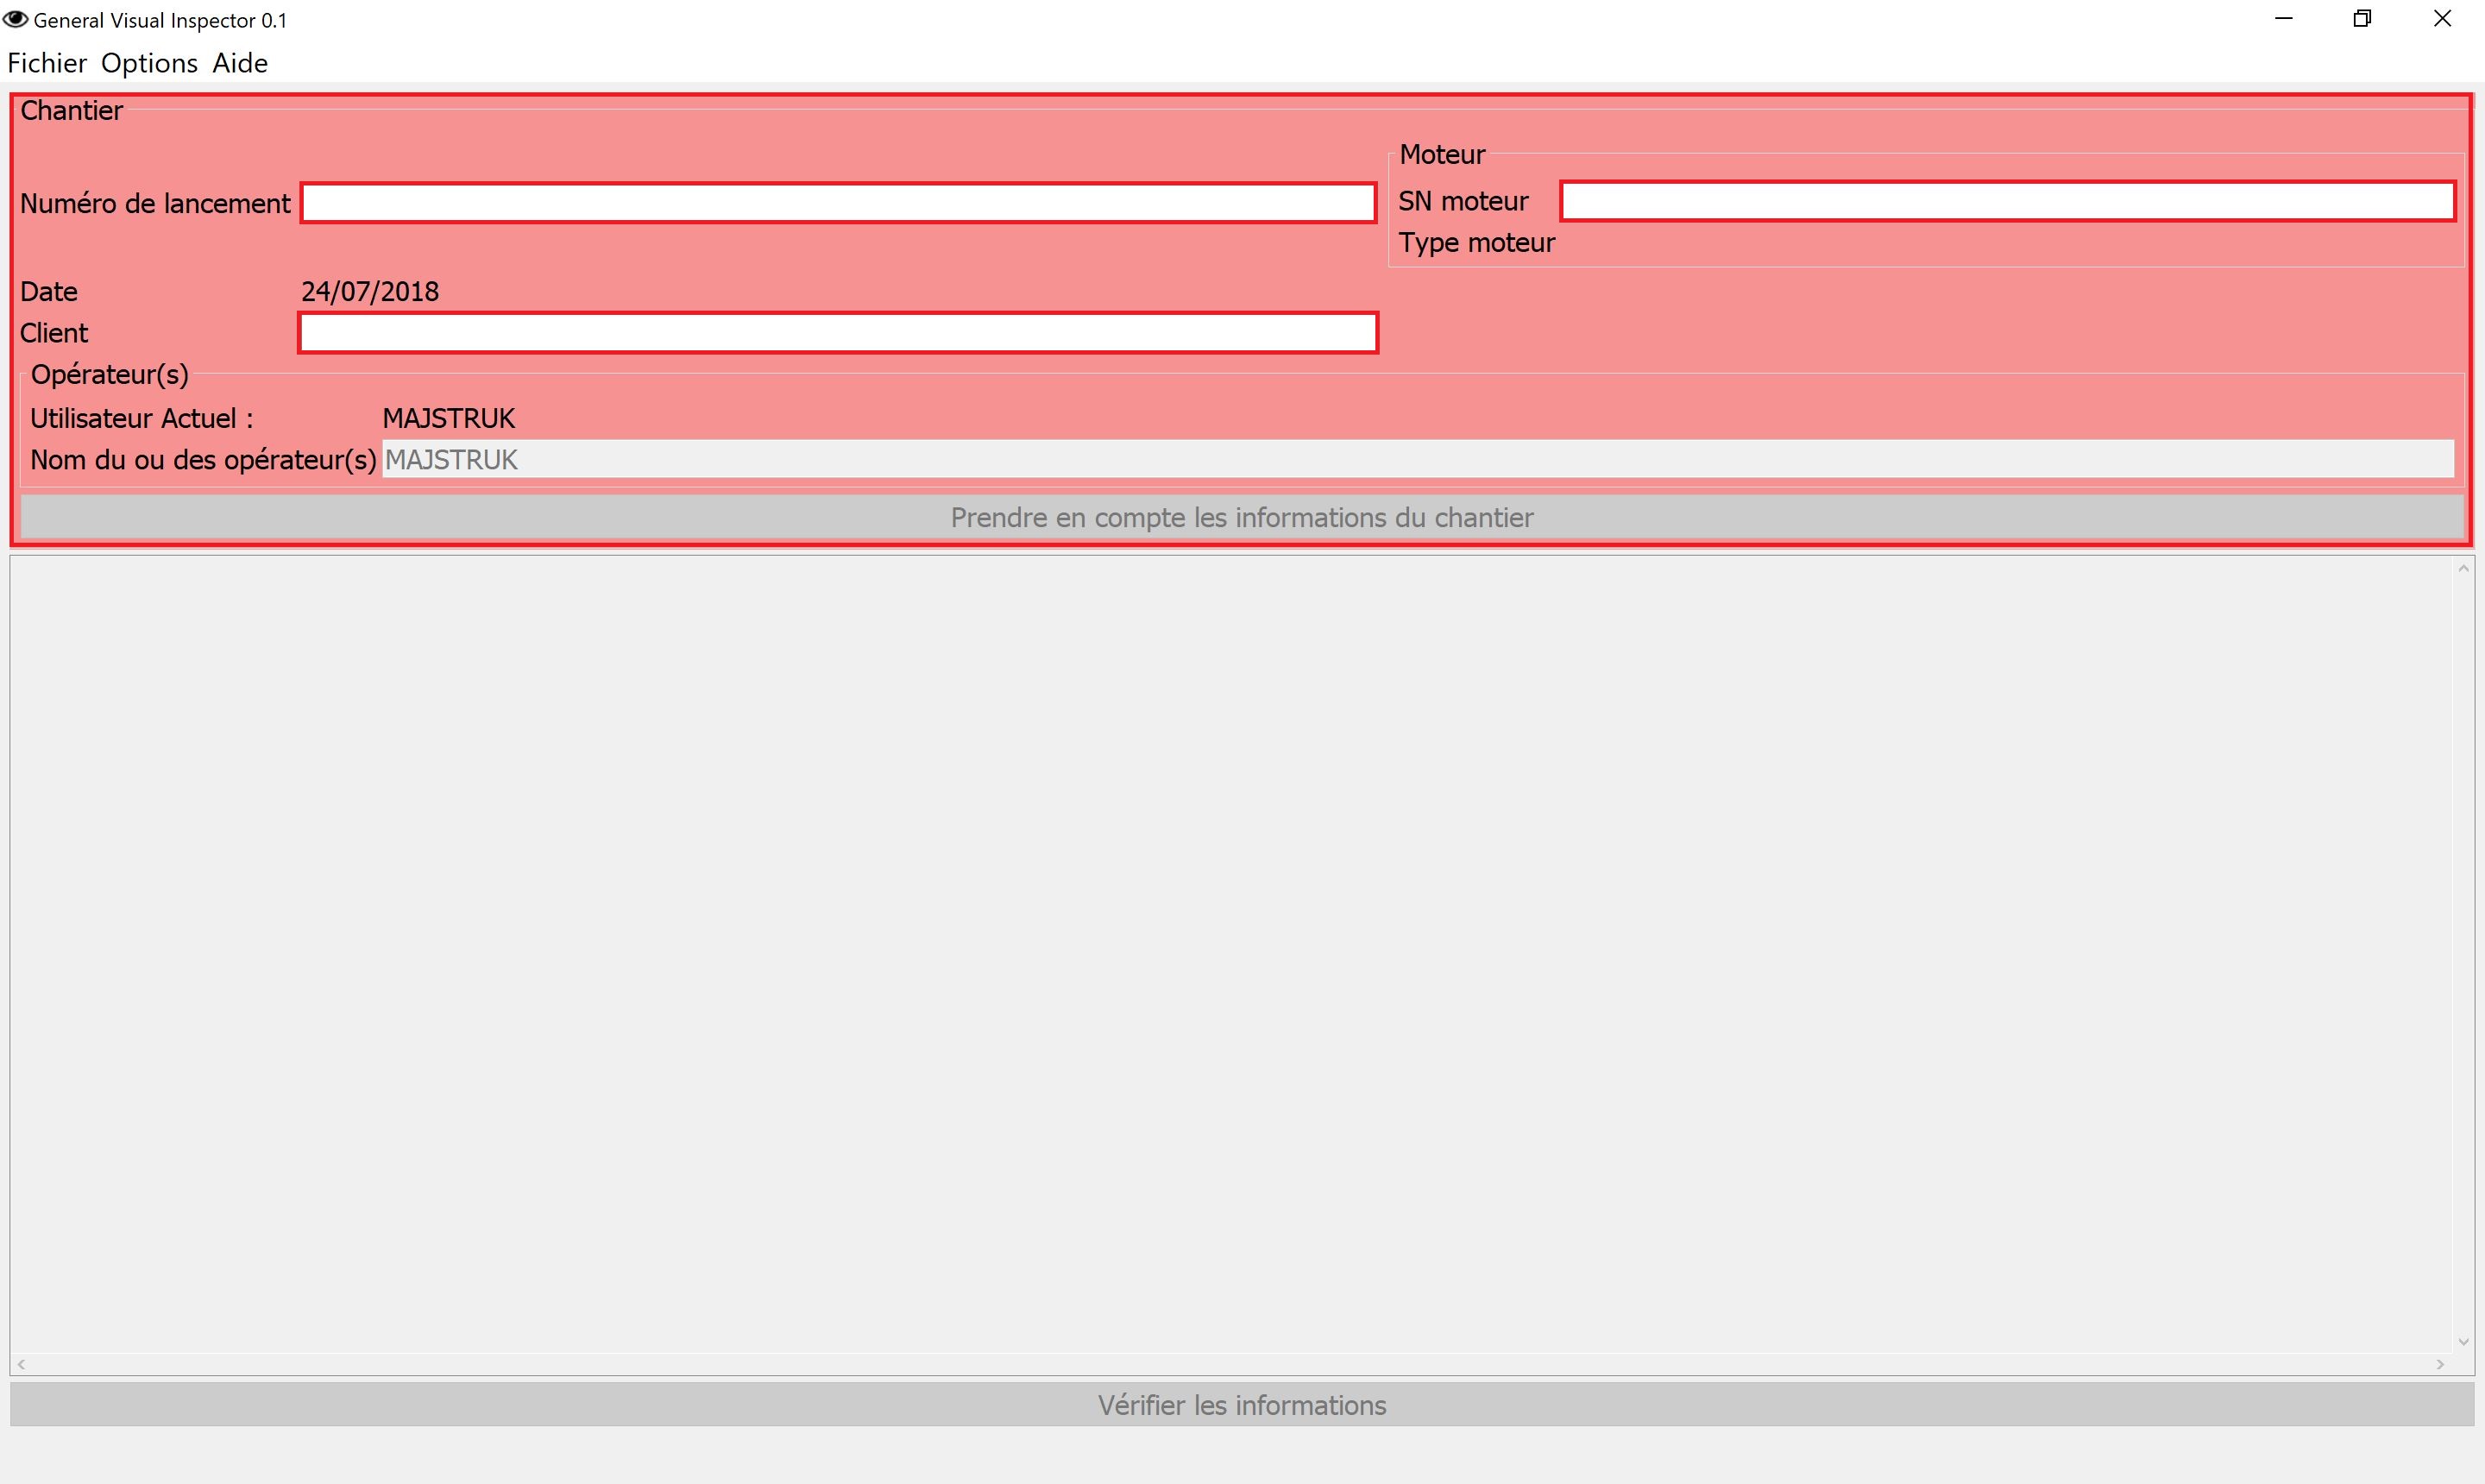 General Visual Inspector 0.1
Fichier Options Aide
Chantier
Moteur
Numéro de lancement
SN moteur
Type moteur
Date 24/07/2018
Client
Opérateur(s)
Utilisateur Actuel : MAJSTRUK
Nom du ou des opérateur(s) MAJSTRUK
Prendre en compte les informations du chantier
Vérifier les informations